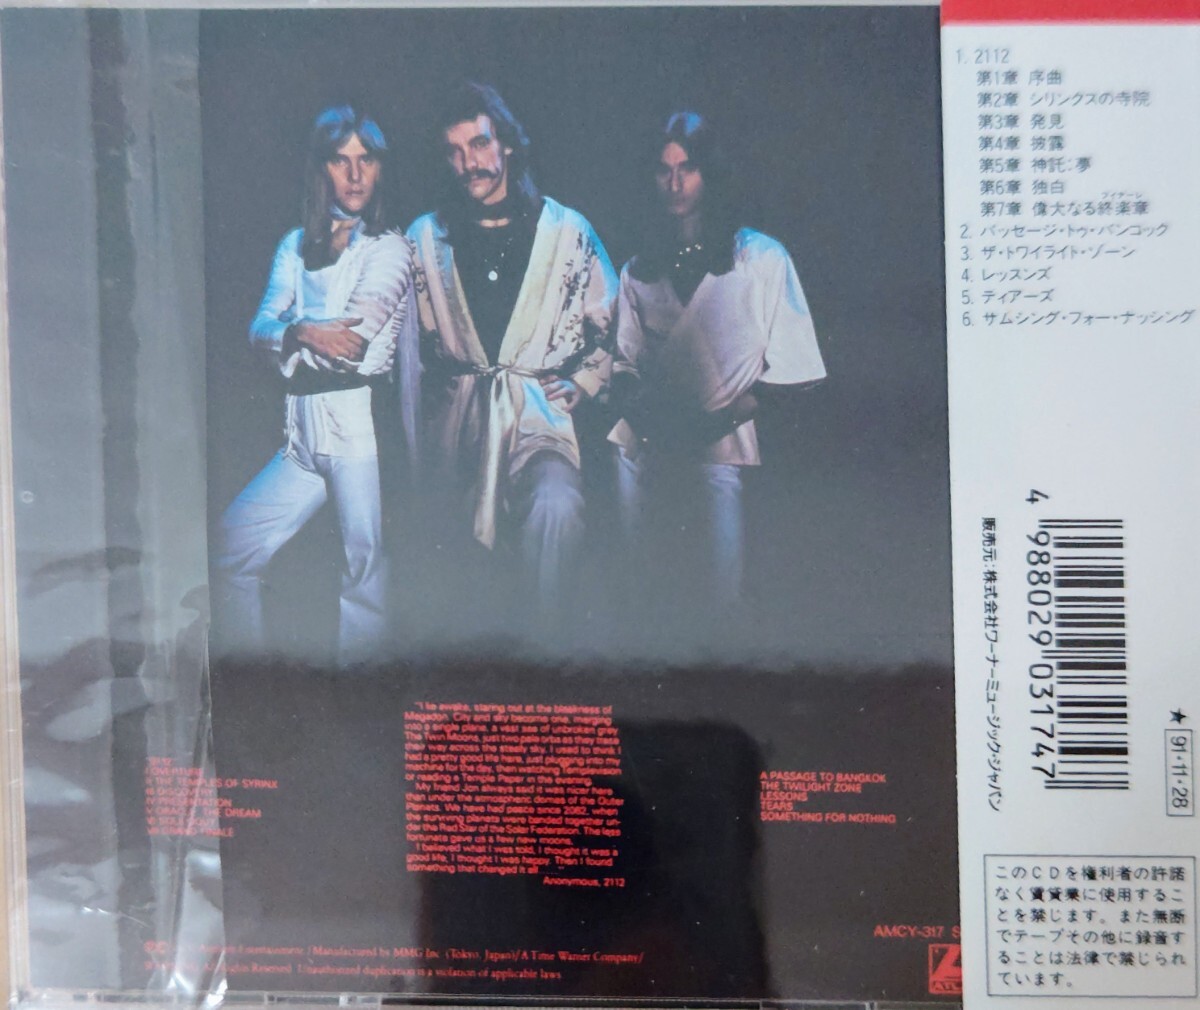 "I lie awake, staring out at the bleakness of
Megadon. City and sky become one, merging
into a single plane, a vast sea of unbroken grey.
The Twin Moons, just two pale orbs as they trace
their way across the steely sky. I used to think I
had a pretty good life here, just plugging into my
machine for the day, then watching Templevision
or reading a Temple Paper in the evening.
My friend Jon always said it was nicer here
than under the atmospheric domes of the Outer
Planets. We have had peace since 2062, when
the surviving planets were banded together un-
der the Red Star of the Solar Federation. The less
fortunate gave us a few new moons.
I believed what I was told, I thought it was a
good life, I thought I was happy. Then I found
something that changed it all
Anonymous, 2112
OVERTURE
THE TEMPLES OF SYRINX
DISCOVERY
PRESENTATION
THE DREAM
FINALE
A PASSAGE TO BANGKOK
THE TWILIGHT ZONE
LESSONS
TEARS
SOMETHING FOR NOTHING
AMCY-317 S
Entertainment / Manufactured by MMG Inc. (Tokyo, Japan)/A Time Warner Company/
Rights Reserved. Unauthorized duplication is a violation of applicable laws
1. 2112
第1章 序曲
第2章 シリンクスの寺院
第3章 発見
第4章 披露
第5章 神託:夢
第6章 独白
フィナーレ
第7章 偉大なる終楽章
2. パッセージ・トゥ・バンコック
3. ザ・トワイライト・ゾーン
4. レッスンズ
5. ティアーズ
6. サムシング・フォー・ナッシング
4 988029 031747
販売元:株式会社ワーナーミュージック・ジャパン
★ 91・11・28
このCDを権利者の許諾
なく賃貸業に使用するこ
とを禁じます。また無断
でテープその他に録音す
ることは法律で禁じられ
ています。